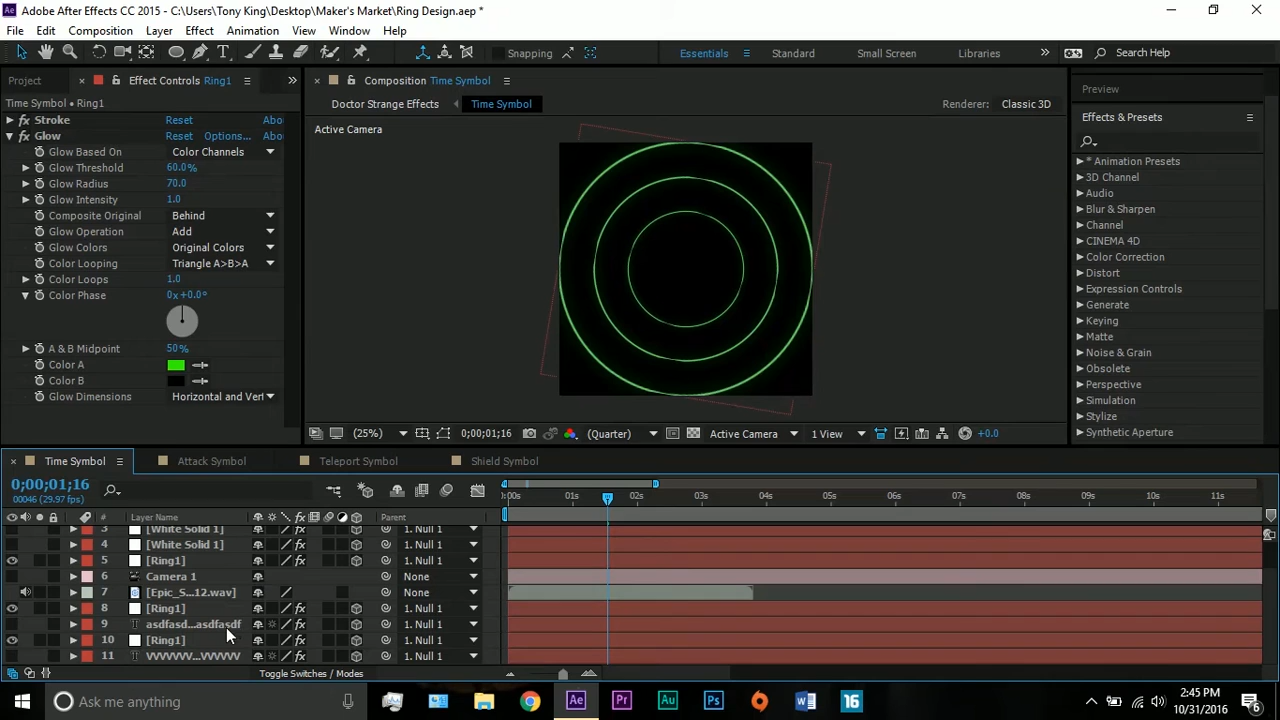 Adobe After Effects CC 2015 - C:\Users\Tony King\Desktop\Maker's Market\Ring Design.aep *
File Edit Composition Layer Effect Animation View Window Help
Snapping Essentials Standard Small Screen Libraries Search Help
Project Effect Controls Ring1 Composition Time Symbol Preview
Time Symbol • Ring1 Doctor Strange Effects Time Symbol Renderer: Classic 3D Effects & Presets
Stroke Reset Abo
Glow Reset Options... Abo
Active Camera
Glow Based On Color Channels
Glow Threshold 60.0%
Glow Radius 70.0
Glow Intensity 1.0
Composite Original Behind
Glow Operation Add
Glow Colors Original Colors
Color Looping Triangle A>B>A
Color Loops 1.0
Color Phase 0x+0.0°
A & B Midpoint 50%
Color A
Color B
Glow Dimensions Horizontal and Vert
* Animation Presets
3D Channel
Audio
Blur & Sharpen
Channel
CINEMA 4D
Color Correction
Distort
Expression Controls
Generate
Keying
Matte
Noise & Grain
Obsolete
Perspective
Simulation
Stylize
Synthetic Aperture
(25%) 0;00;01;16 (Quarter) Active Camera 1 View +0.0
Time Symbol Attack Symbol Teleport Symbol Shield Symbol
0;00;01;16
00046 (29.97 fps)
0:00s 01s 02s 03s 04s 05s 06s 07s 08s 09s 10s 11s
# Layer Name Parent
3 [White Solid 1] 1. Null 1
4 [White Solid 1] 1. Null 1
5 [Ring1] 1. Null 1
6 Camera 1 None
7 [Epic_S...12.wav] None
8 [Ring1] 1. Null 1
9 asdfasd...asdfasdf 1. Null 1
10 [Ring1] 1. Null 1
11 VVVVVVV...VVVVVV 1. Null 1
Toggle Switches / Modes
Ask me anything
Ae Pr Au Ps W 16
2:45 PM
10/31/2016
6